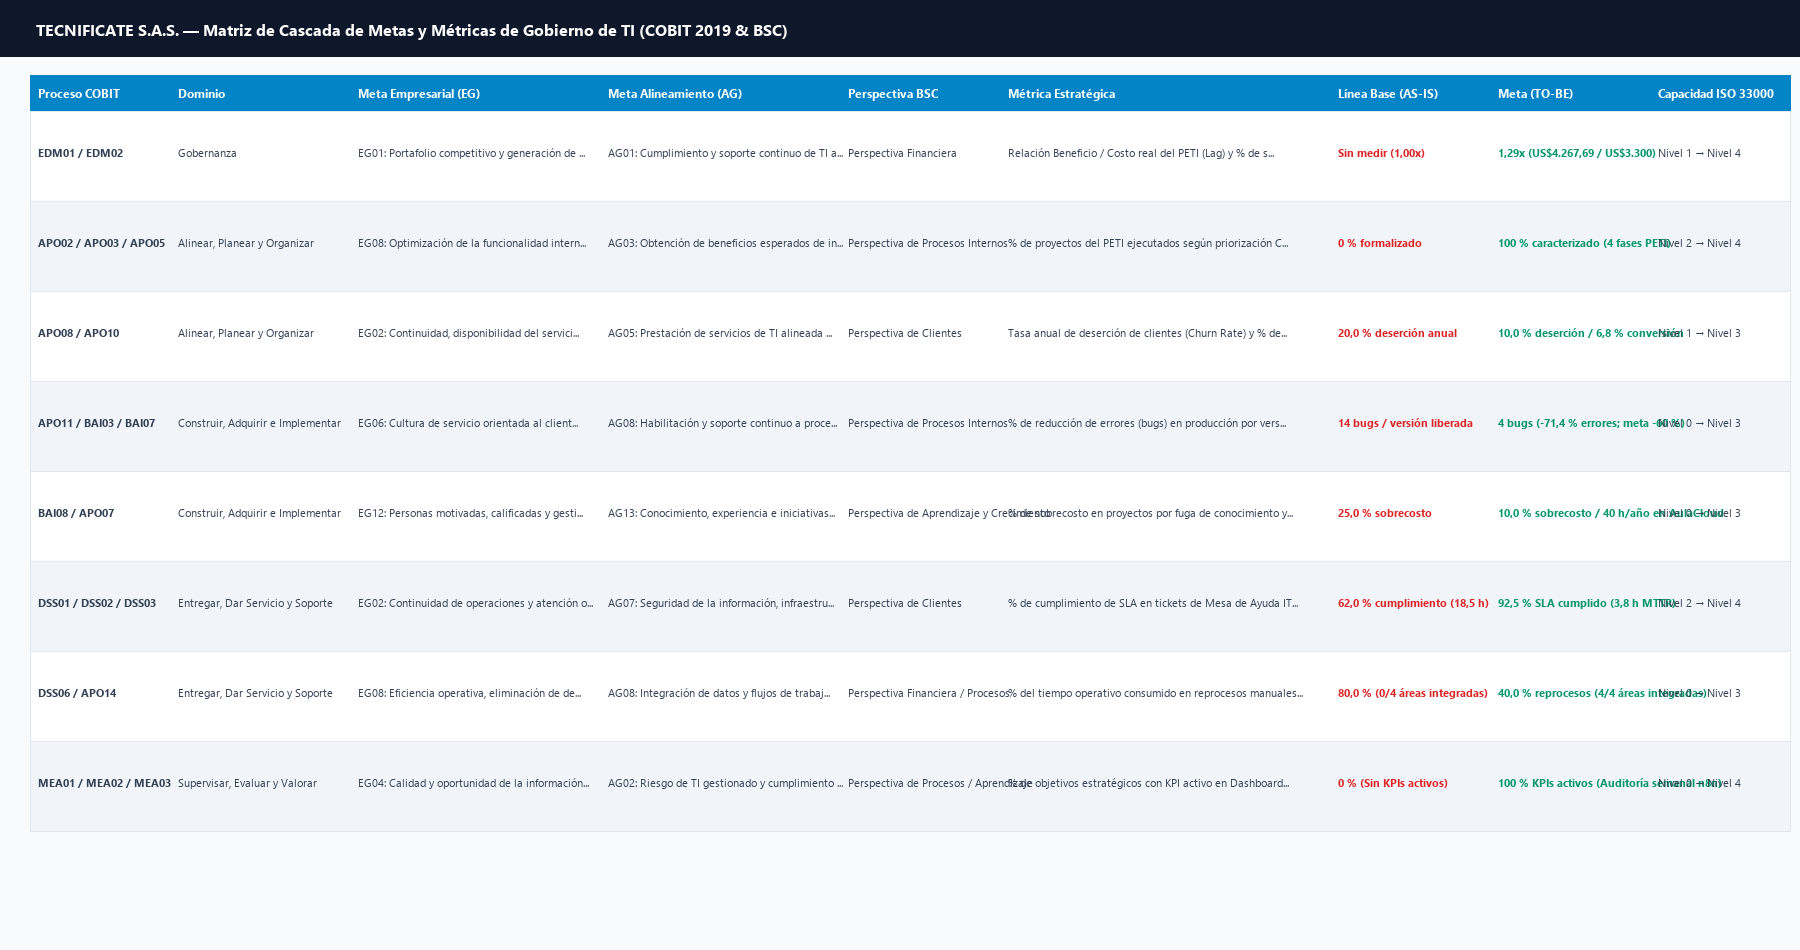 TECNIFICATE S.A.S. — Matriz de Cascada de Metas y Métricas de Gobierno de TI (COBIT 2019 & BSC)
Proceso COBIT Dominio Meta Empresarial (EG) Meta Alineamiento (AG) Perspectiva BSC Métrica Estratégica Línea Base (AS-IS) Meta (TO-BE) Capacidad ISO 33000
EDM01 / EDM02 Gobernanza EG01: Portafolio competitivo y generación de ... AG01: Cumplimiento y soporte continuo de TI a... Perspectiva Financiera Relación Beneficio / Costo real del PETI (Lag) y % de s... Sin medir (1,00x) 1,29x (US$4.267,69 / US$3.300) Nivel 1 → Nivel 4
APO02 / APO03 / APO05 Alinear, Planear y Organizar EG08: Optimización de la funcionalidad intern... AG03: Obtención de beneficios esperados de in... Perspectiva de Procesos Internos % de proyectos del PETI ejecutados según priorización C... 0 % formalizado 100 % caracterizado (4 fases PETI) Nivel 2 → Nivel 4
APO08 / APO10 Alinear, Planear y Organizar EG02: Continuidad, disponibilidad del servici... AG05: Prestación de servicios de TI alineada ... Perspectiva de Clientes Tasa anual de deserción de clientes (Churn Rate) y % de... 20,0 % deserción anual 10,0 % deserción / 6,8 % conversión Nivel 1 → Nivel 3
APO11 / BAI03 / BAI07 Construir, Adquirir e Implementar EG06: Cultura de servicio orientada al client... AG08: Habilitación y soporte continuo a proce... Perspectiva de Procesos Internos % de reducción de errores (bugs) en producción por vers... 14 bugs / versión liberada 4 bugs (-71,4 % errores; meta -60 %) Nivel 0 → Nivel 3
BAI08 / APO07 Construir, Adquirir e Implementar EG12: Personas motivadas, calificadas y gesti... AG13: Conocimiento, experiencia e iniciativas... Perspectiva de Aprendizaje y Crecimiento % de sobrecosto en proyectos por fuga de conocimiento y... 25,0 % sobrecosto 10,0 % sobrecosto / 40 h/año en AulaCloud Nivel 0 → Nivel 3
DSS01 / DSS02 / DSS03 Entregar, Dar Servicio y Soporte EG02: Continuidad de operaciones y atención o... AG07: Seguridad de la información, infraestru... Perspectiva de Clientes % de cumplimiento de SLA en tickets de Mesa de Ayuda IT... 62,0 % cumplimiento (18,5 h) 92,5 % SLA cumplido (3,8 h MTTR) Nivel 2 → Nivel 4
DSS06 / APO14 Entregar, Dar Servicio y Soporte EG08: Eficiencia operativa, eliminación de de... AG08: Integración de datos y flujos de trabaj... Perspectiva Financiera / Procesos % del tiempo operativo consumido en reprocesos manuales... 80,0 % (0/4 áreas integradas) 40,0 % reprocesos (4/4 áreas integradas) Nivel 0 → Nivel 3
MEA01 / MEA02 / MEA03 Supervisar, Evaluar y Valorar EG04: Calidad y oportunidad de la información... AG02: Riesgo de TI gestionado y cumplimiento ... Perspectiva de Procesos / Aprendizaje % de objetivos estratégicos con KPI activo en Dashboard... 0 % (Sin KPIs activos) 100 % KPIs activos (Auditoría semanal n8n) → Nivel 4